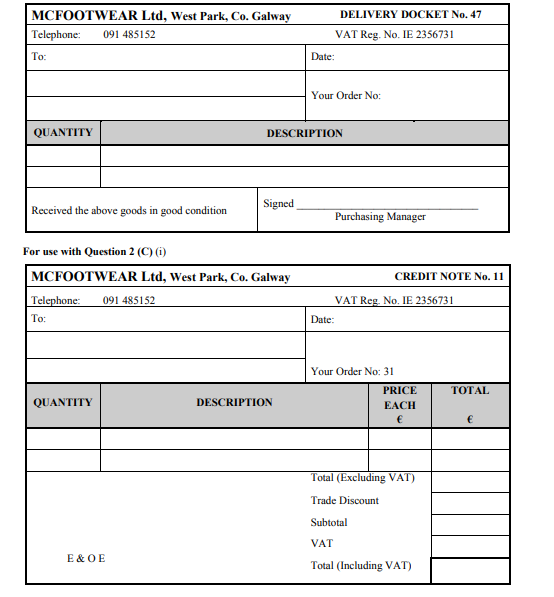 MCFOOTWEAR Ltd, West Park, Co. Galway DELIVERY DOCKET No. 47
Telephone: 091 485152 VAT Reg. No. IE 2356731
To: Date:
Your Order No:
QUANTITY DESCRIPTION
Received the above goods in good condition
Signed
Purchasing Manager
For use with Question 2 (C) (i)
MCFOOTWEAR Ltd, West Park, Co. Galway CREDIT NOTE No. 11
Telephone: 091 485152 VAT Reg. No. IE 2356731
To: Date:
Your Order No: 31
QUANTITY DESCRIPTION PRICE EACH € TOTAL €
Total (Excluding VAT)
Trade Discount
Subtotal
VAT
E & O E
Total (Including VAT)